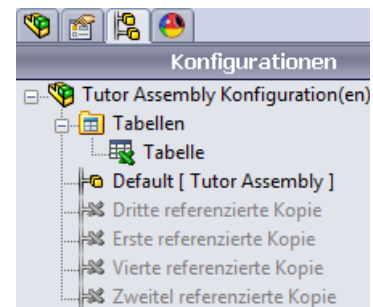 Konfigurationen
Tutor Assembly Konfiguration(en)
Tabellen
Tabelle
Default [ Tutor Assembly ]
Dritte referenzierte Kopie
Erste referenzierte Kopie
Vierte referenzierte Kopie
Zweitel referenzierte Kopie